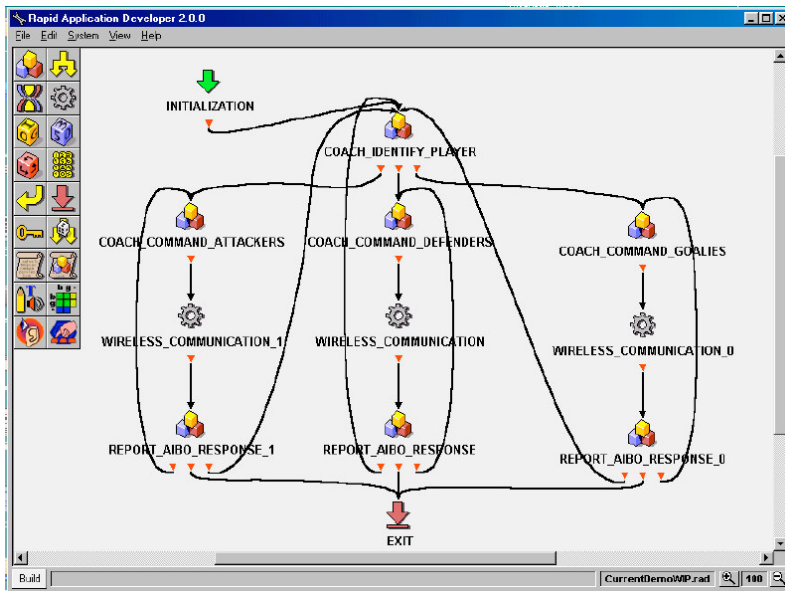 Rapid Application Developer 2.0.0
File Edit System View Help
INITIALIZATION
COACH_IDENTIFY_PLAYER
COACH_COMMAND_ATTACKERS
COACH_COMMAND_DEFENDERS
COACH_COMMAND_GOALIES
WIRELESS_COMMUNICATION_1
WIRELESS_COMMUNICATION
WIRELESS_COMMUNICATION_0
REPORT_AIBO_RESPONSE_1
REPORT_AIBO_RESPONSE
REPORT_AIBO_RESPONSE_0
EXIT
Build
CurrentDemoWIP.rad
100